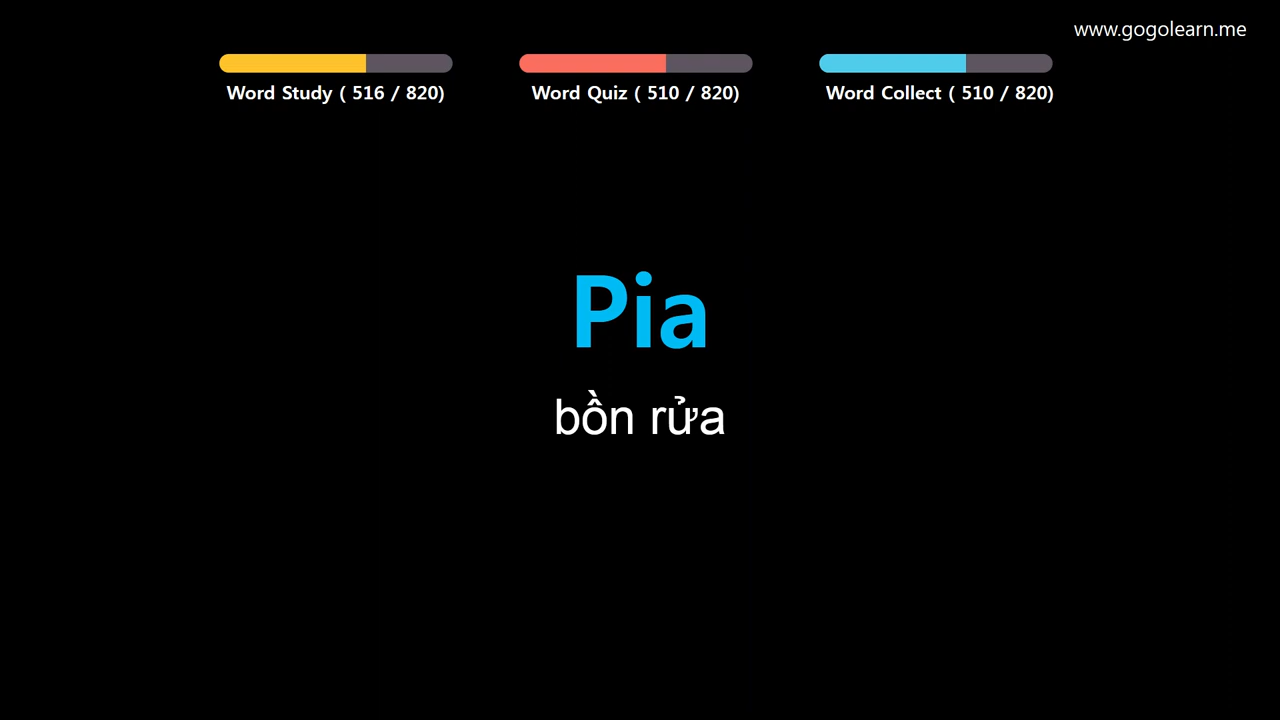 www.gogolearn.me
Word Study ( 516 / 820)
Word Quiz ( 510 / 820)
Word Collect ( 510 / 820)
Pia
bồn rửa